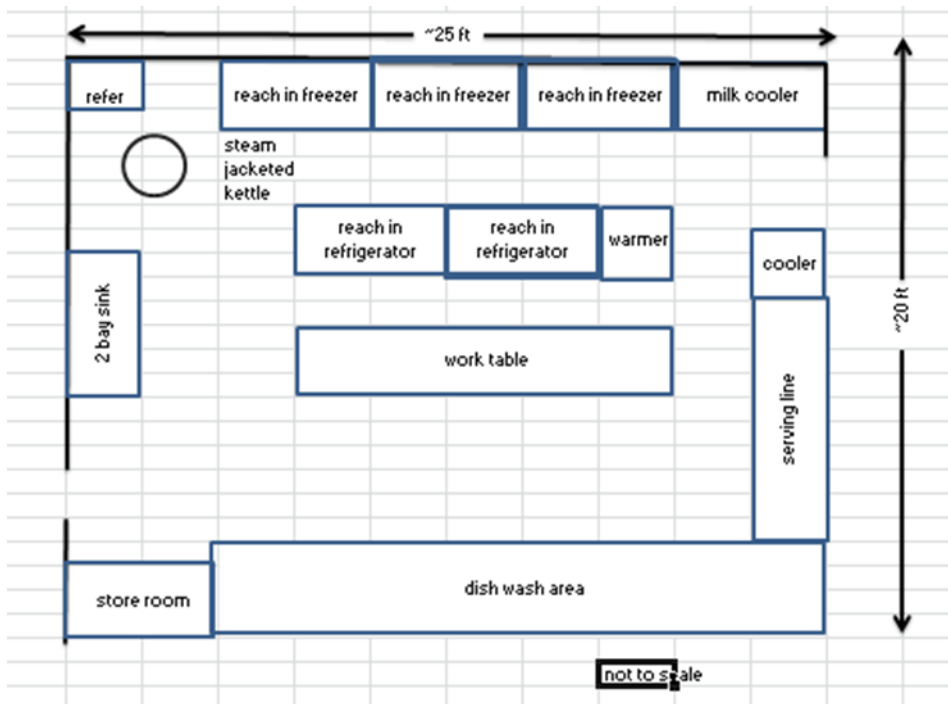 ~25 ft
refer
reach in freezer
reach in freezer
reach in freezer
milk cooler
steam
jacketed
kettle
reach in
refrigerator
reach in
refrigerator
warmer
cooler
~20 ft
2 bay sink
work table
serving line
store room
dish wash area
not to scale